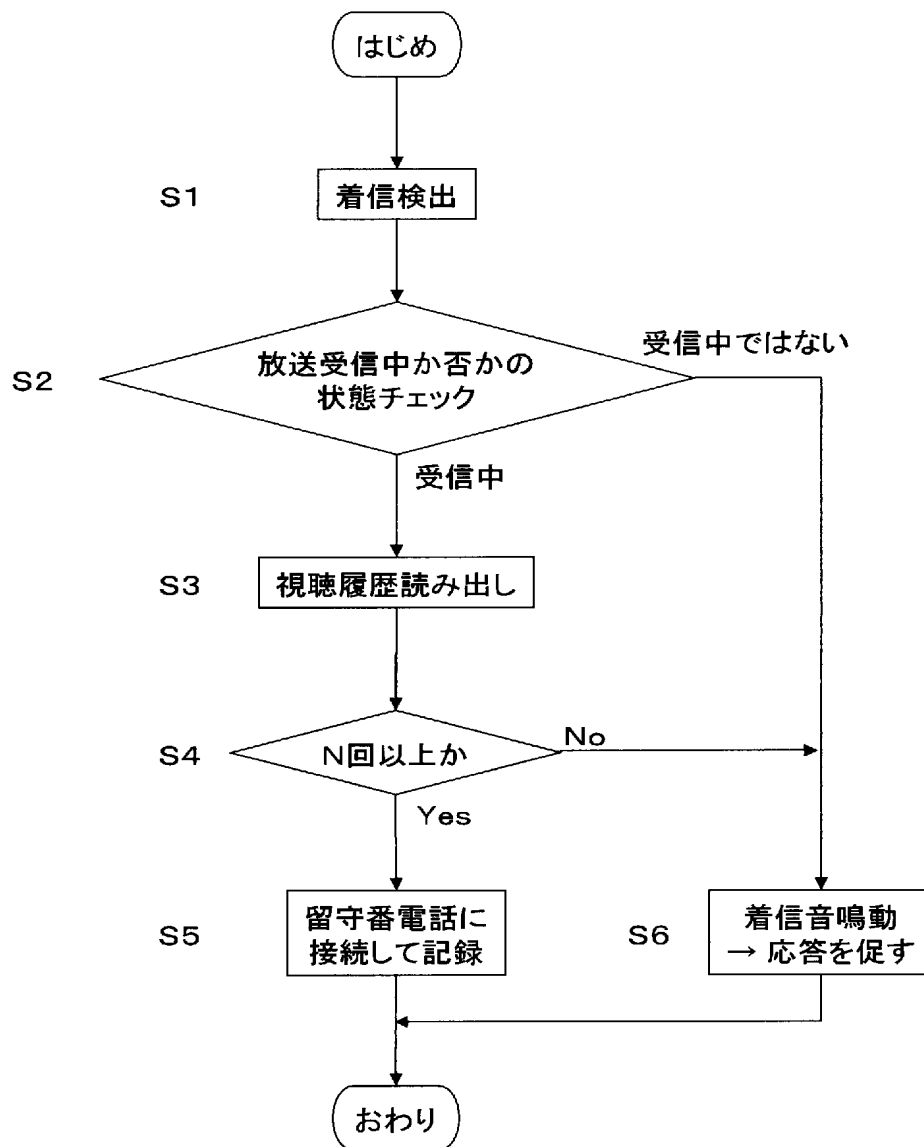 はじめ
S1
着信検出
S2
放送受信中か否かの
状態チェック
受信中ではない
受信中
S3
視聴履歴読み出し
S4
N回以上か
No
Yes
S5
留守番電話に
接続して記録
S6
着信音鳴動
→ 応答を促す
おわり